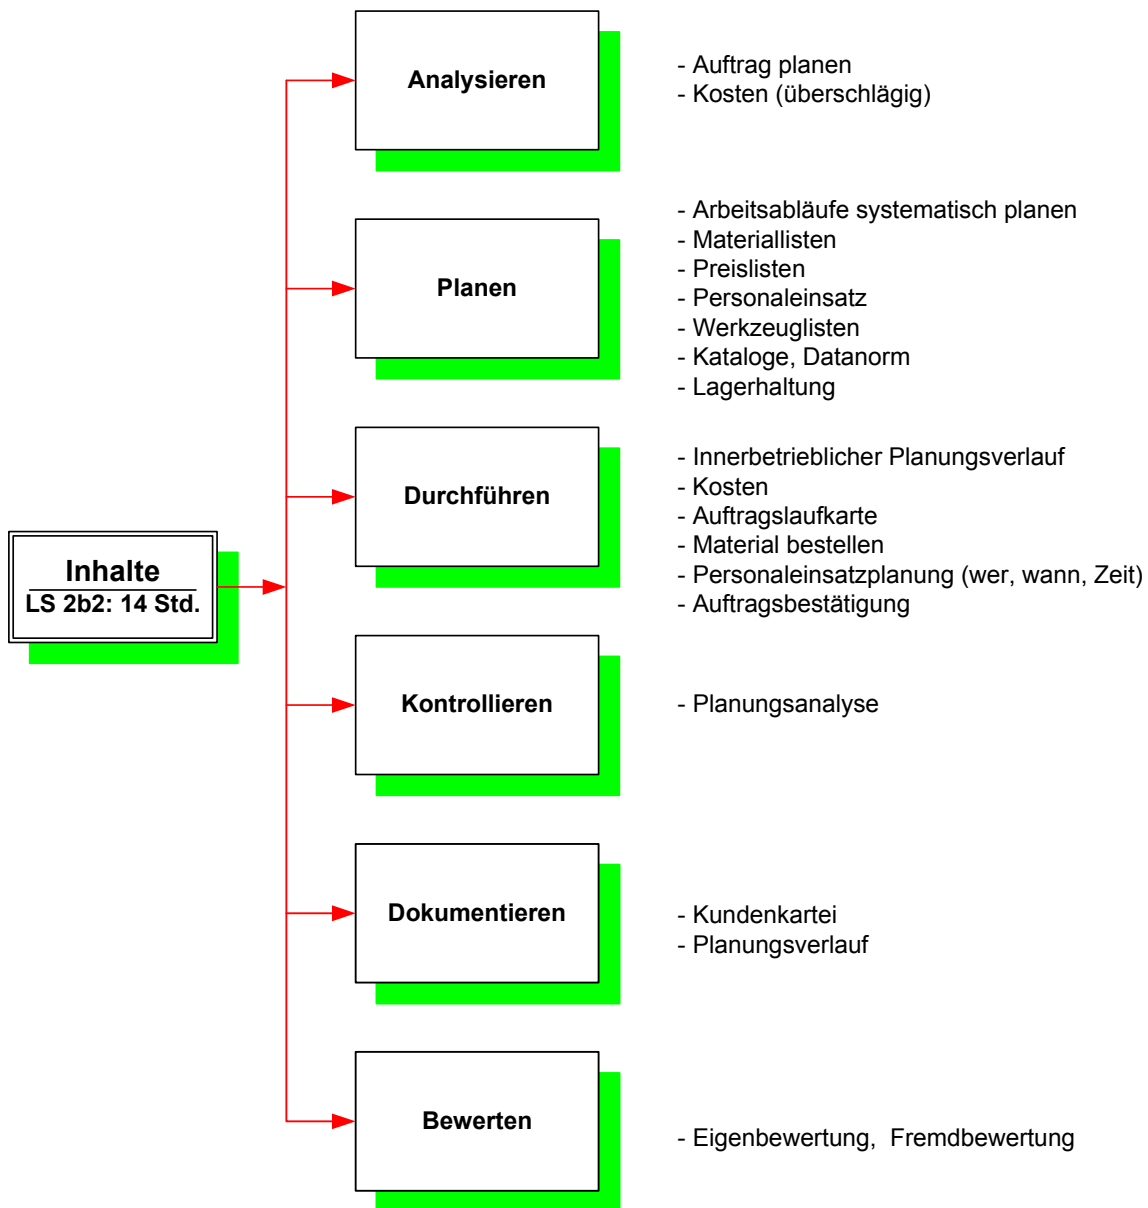 Analysieren
- Auftrag planen
- Kosten (überschlägig)
Planen
- Arbeitsabläufe systematisch planen
- Materiallisten
- Preislisten
- Personaleinsatz
- Werkzeuglisten
- Kataloge, Datanorm
- Lagerhaltung
Durchführen
- Innerbetrieblicher Planungsverlauf
- Kosten
- Auftragslaufkarte
- Material bestellen
- Personaleinsatzplanung (wer, wann, Zeit)
- Auftragsbestätigung
Inhalte
LS 2b2: 14 Std.
Kontrollieren
- Planungsanalyse
Dokumentieren
- Kundenkartei
- Planungsverlauf
Bewerten
- Eigenbewertung, Fremdbewertung